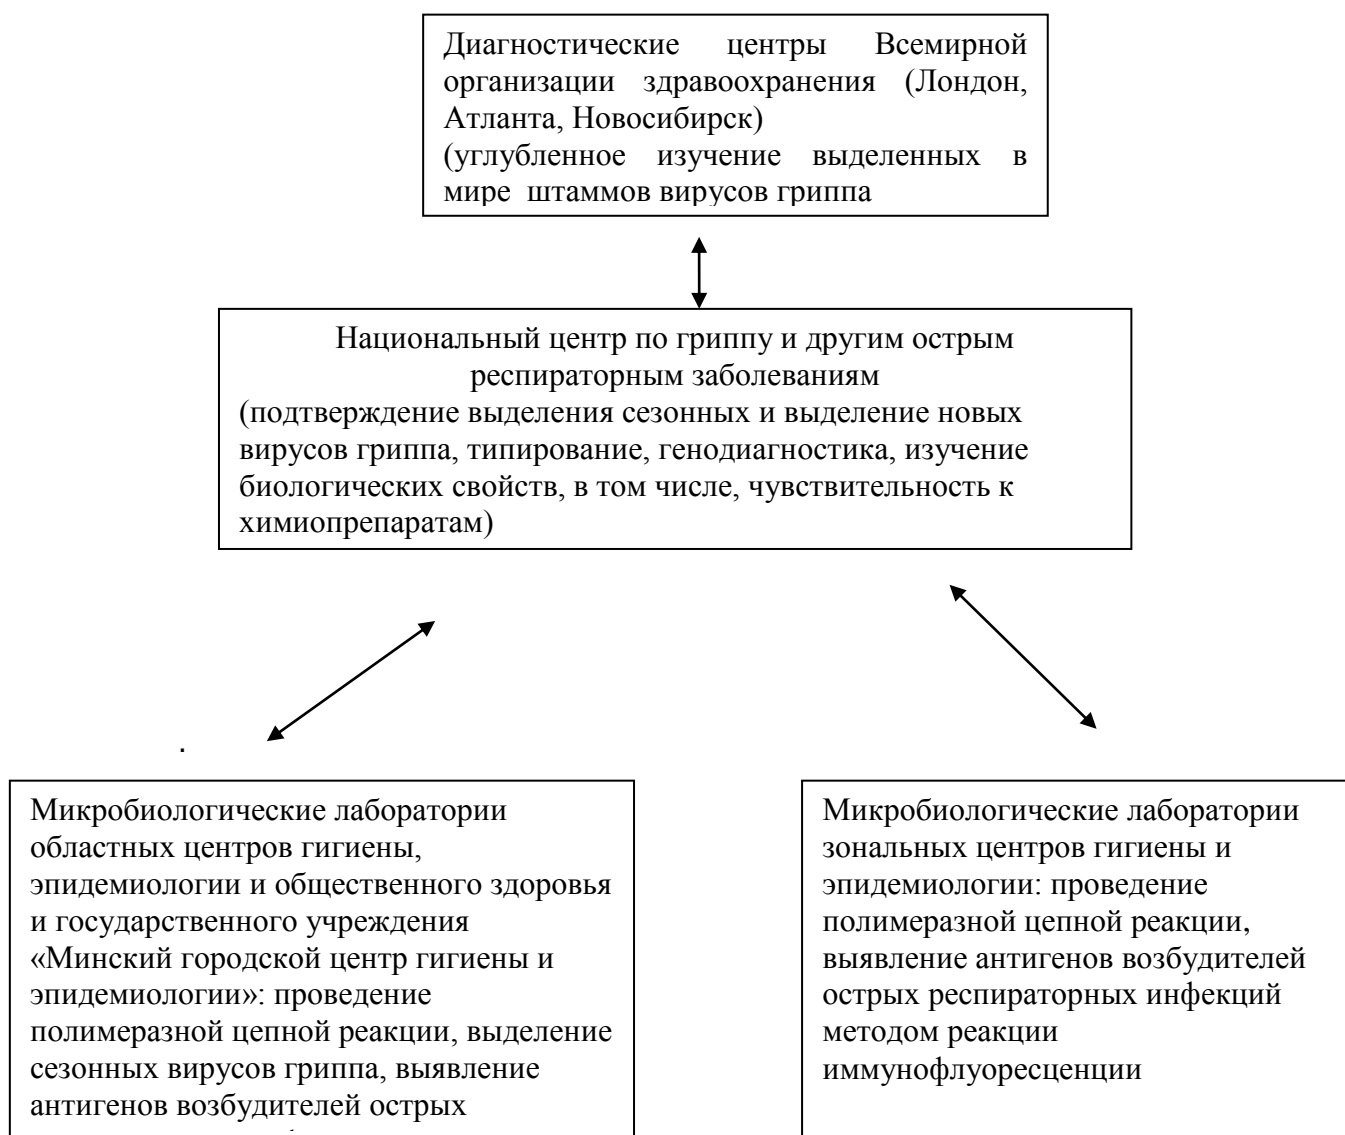 Диагностические центры Всемирной
организации здравоохранения (Лондон,
Атланта, Новосибирск)
(углубленное изучение выделенных в
мире штаммов вирусов гриппа
Национальный центр по гриппу и другим острым
респираторным заболеваниям
(подтверждение выделения сезонных и выделение новых
вирусов гриппа, типирование, генодиагностика, изучение
биологических свойств, в том числе, чувствительность к
химиопрепаратам)
.
Микробиологические лаборатории
областных центров гигиены,
эпидемиологии и общественного здоровья
и государственного учреждения
«Минский городской центр гигиены и
эпидемиологии»: проведение
полимеразной цепной реакции, выделение
сезонных вирусов гриппа, выявление
антигенов возбудителей острых
Микробиологические лаборатории
зональных центров гигиены и
эпидемиологии: проведение
полимеразной цепной реакции,
выявление антигенов возбудителей
острых респираторных инфекций
методом реакции
иммунофлуоресценции